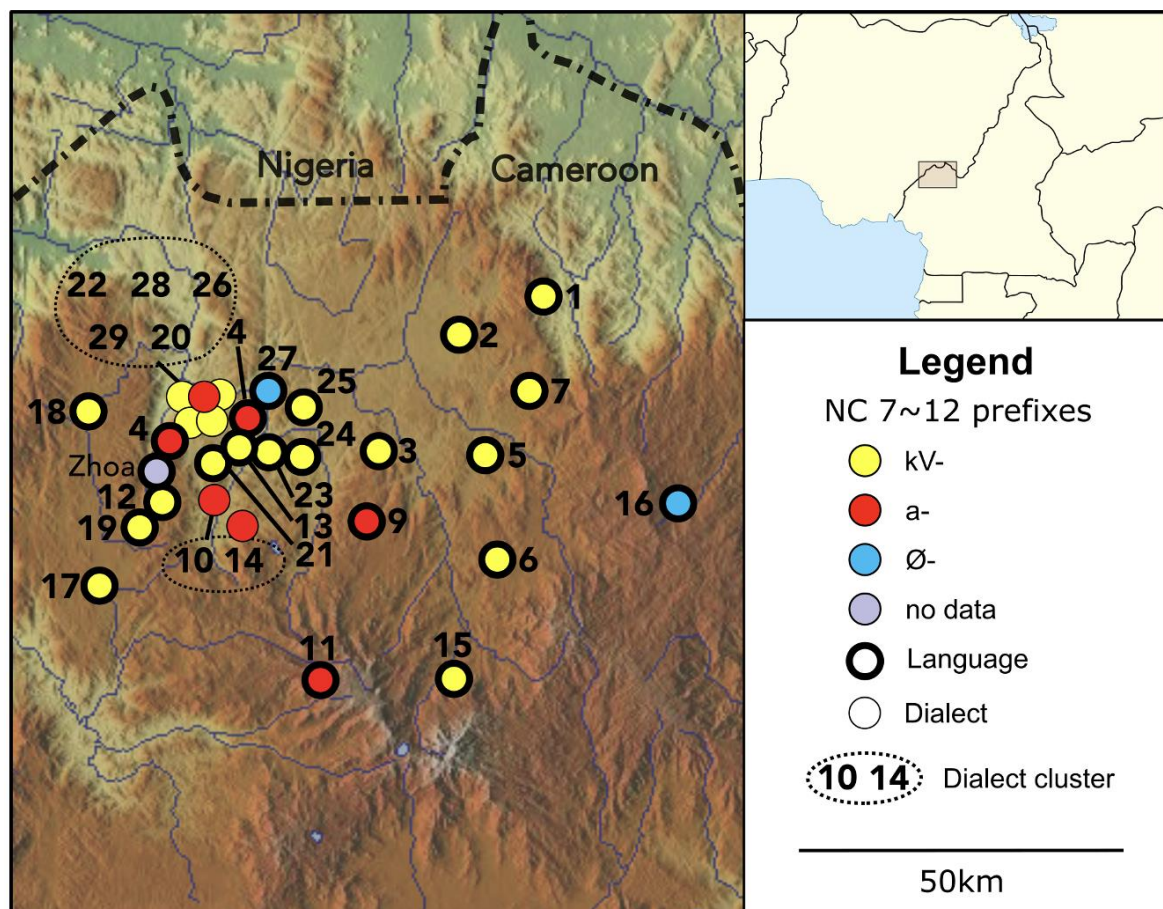 Nigeria
Cameroon
22 28 26
29 20
4
27
25
1
2
7
18
4
24
3
5
Zhoa
12
23
16
19
13
9
10 14
21
6
17
11
15
Legend
NC 7~12 prefixes
kV-
a-
Ø-
no data
Language
Dialect
10 14 Dialect cluster
50km